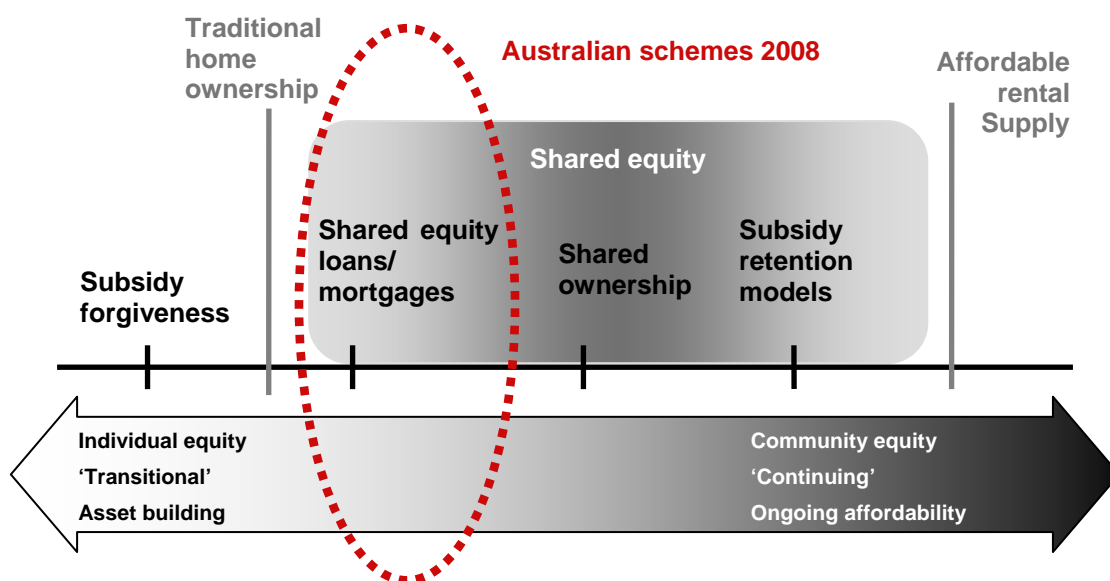 Traditional
home
ownership
Australian schemes 2008
Affordable
rental
Supply
Shared equity
Subsidy
forgiveness
Shared equity
loans/
mortgages
Shared
ownership
Subsidy
retention
models
Individual equity
‘Transitional’
Asset building
Community equity
‘Continuing’
Ongoing affordability